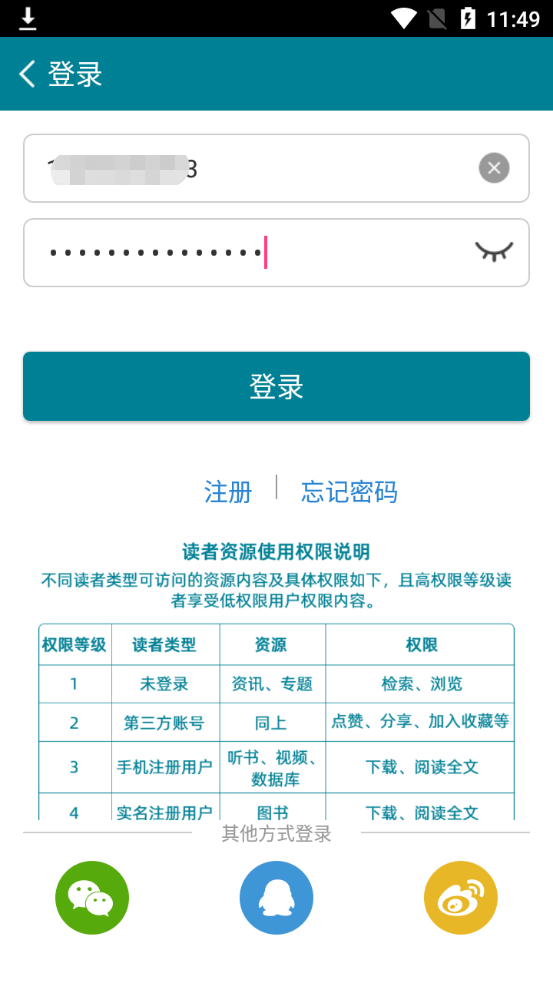 11:49
登录
3
•••••••••••••••
登录
注册 忘记密码
读者资源使用权限说明
不同读者类型可访问的资源内容及具体权限如下，且高权限等级读
者享受低权限用户权限内容。
权限等级 读者类型 资源 权限
1 未登录 资讯、专题 检索、浏览
2 第三方账号 同上 点赞、分享、加入收藏等
3 手机注册用户 听书、视频、 下载、阅读全文
数据库
4 实名注册用户 图书 下载、阅读全文
其他方式登录